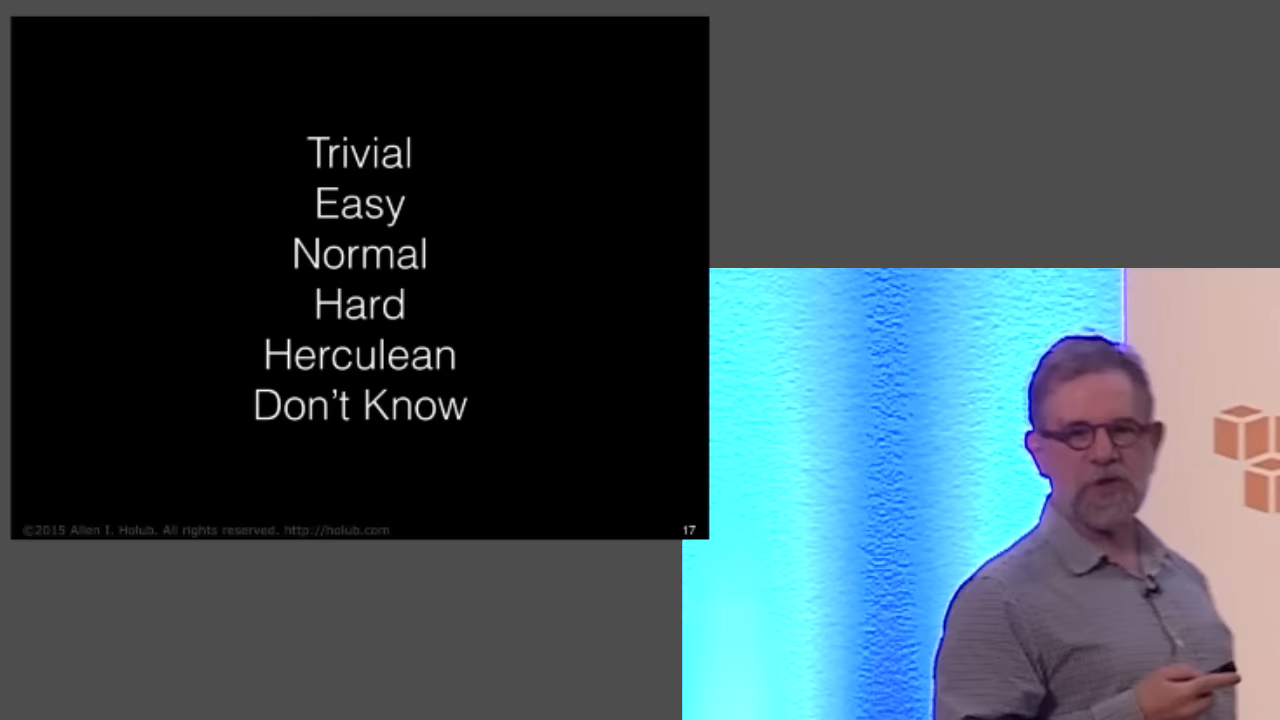 Trivial
Easy
Normal
Hard
Herculean
Don't Know
©2015 Allen I. Holub. All rights reserved. http://holub.com
17